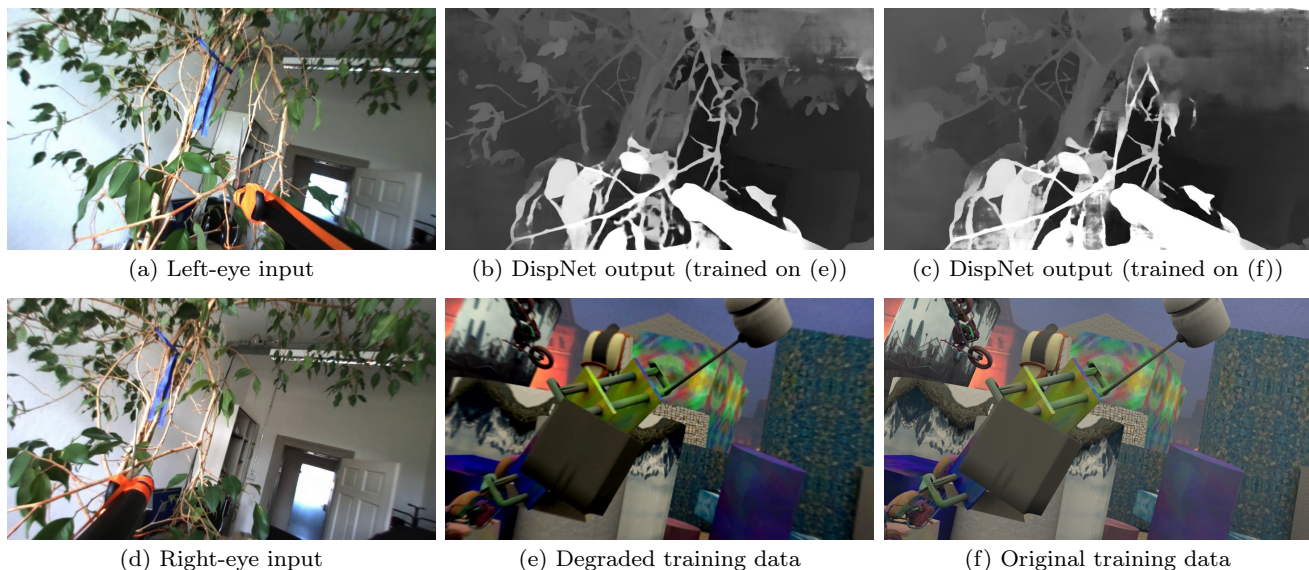 (a) Left-eye input
(b) DispNet output (trained on (e))
(c) DispNet output (trained on (f))
(d) Right-eye input
(e) Degraded training data
(f) Original training data